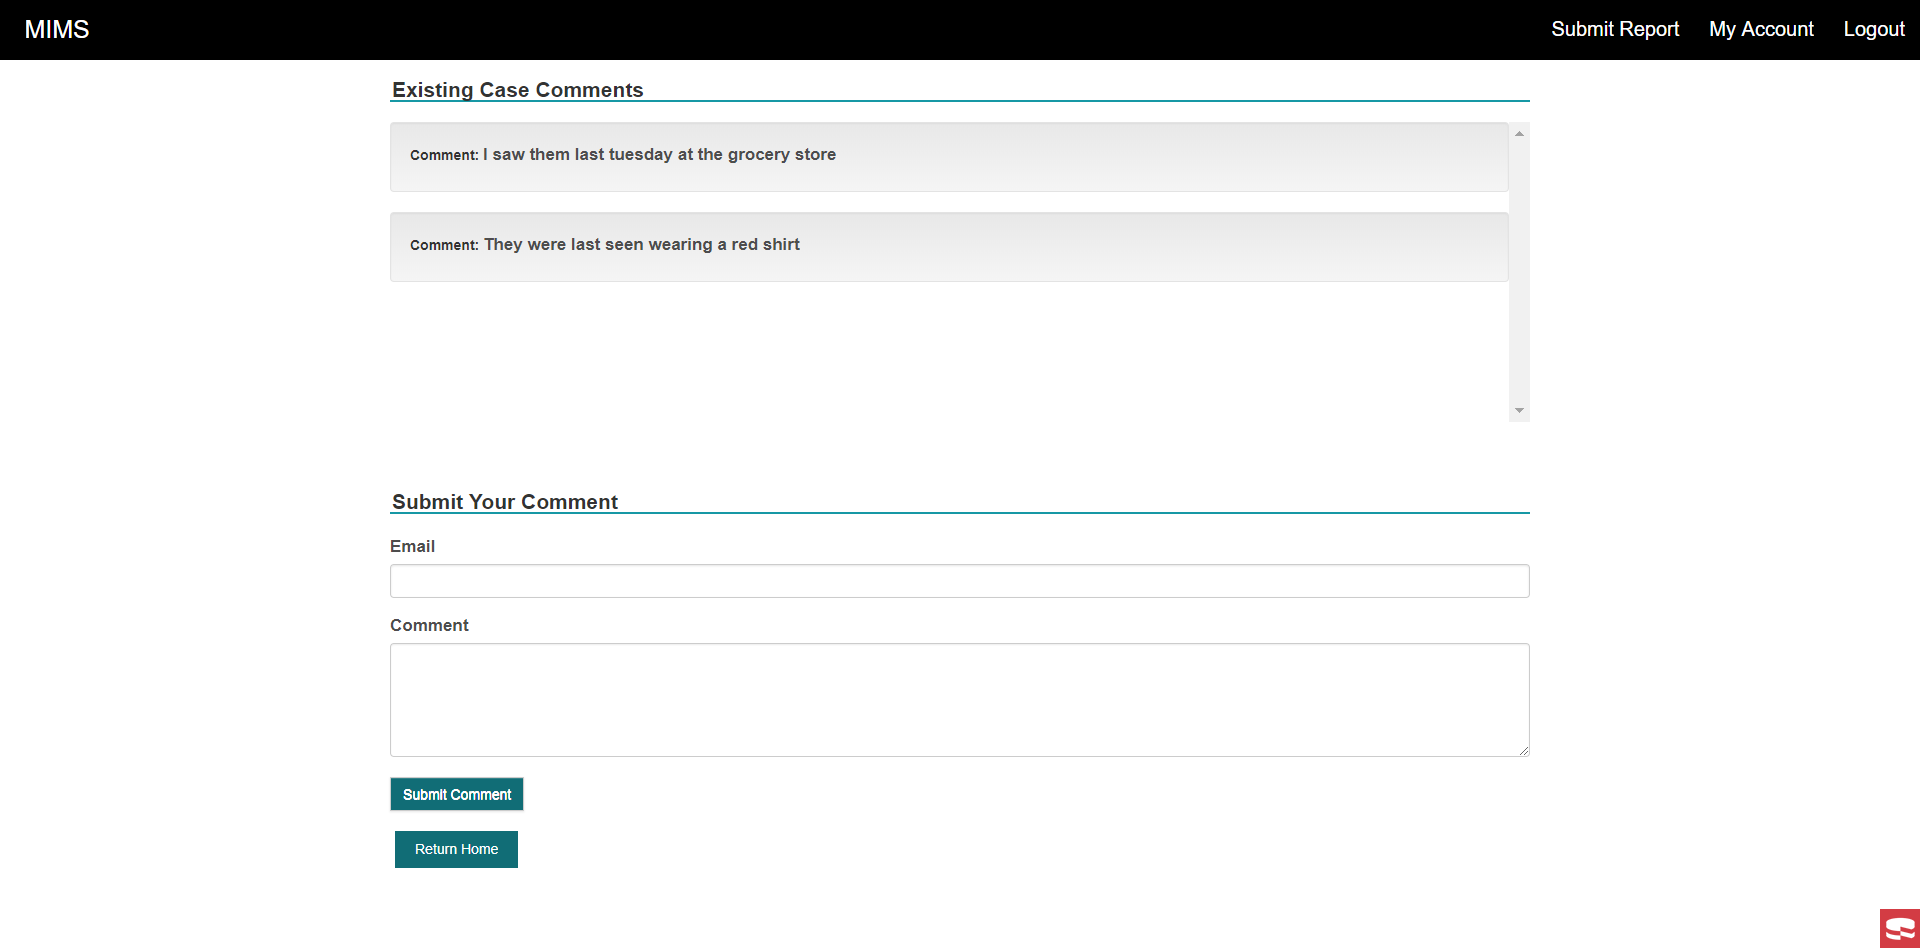 MIMS Submit Report My Account Logout
Existing Case Comments
Comment: I saw them last tuesday at the grocery store
Comment: They were last seen wearing a red shirt
Submit Your Comment
Email
Comment
Submit Comment
Return Home